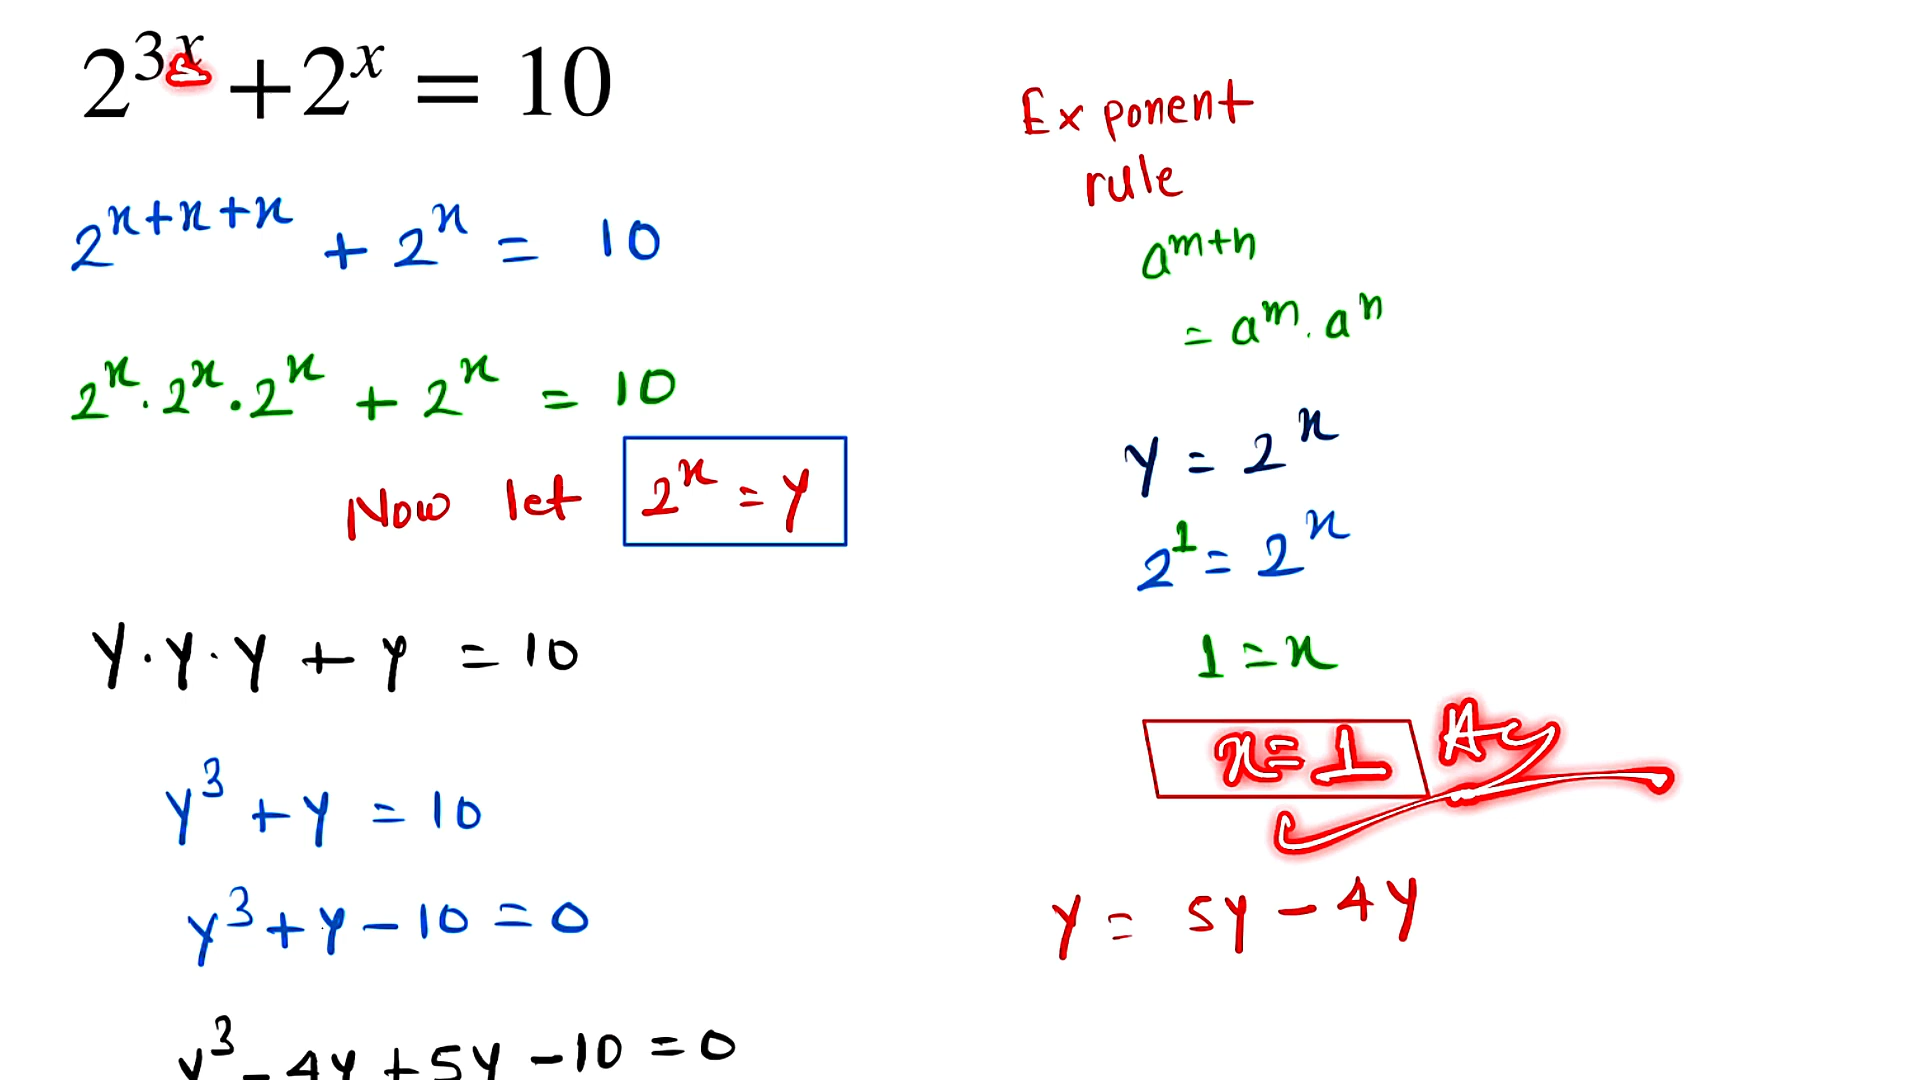 2^{3x} + 2^x = 10
2^{x+x+x} + 2^x = 10
2^x · 2^x · 2^x + 2^x = 10
Now let 2^x = y
y · y · y + y = 10
y^3 + y = 10
y^3 + y - 10 = 0
y^3 - 4y + 5y - 10 = 0
Exponent
rule
a^{m+n}
= a^m . a^n
y = 2^x
2^1 = 2^x
1 = x
x = 1
y = 5y - 4y